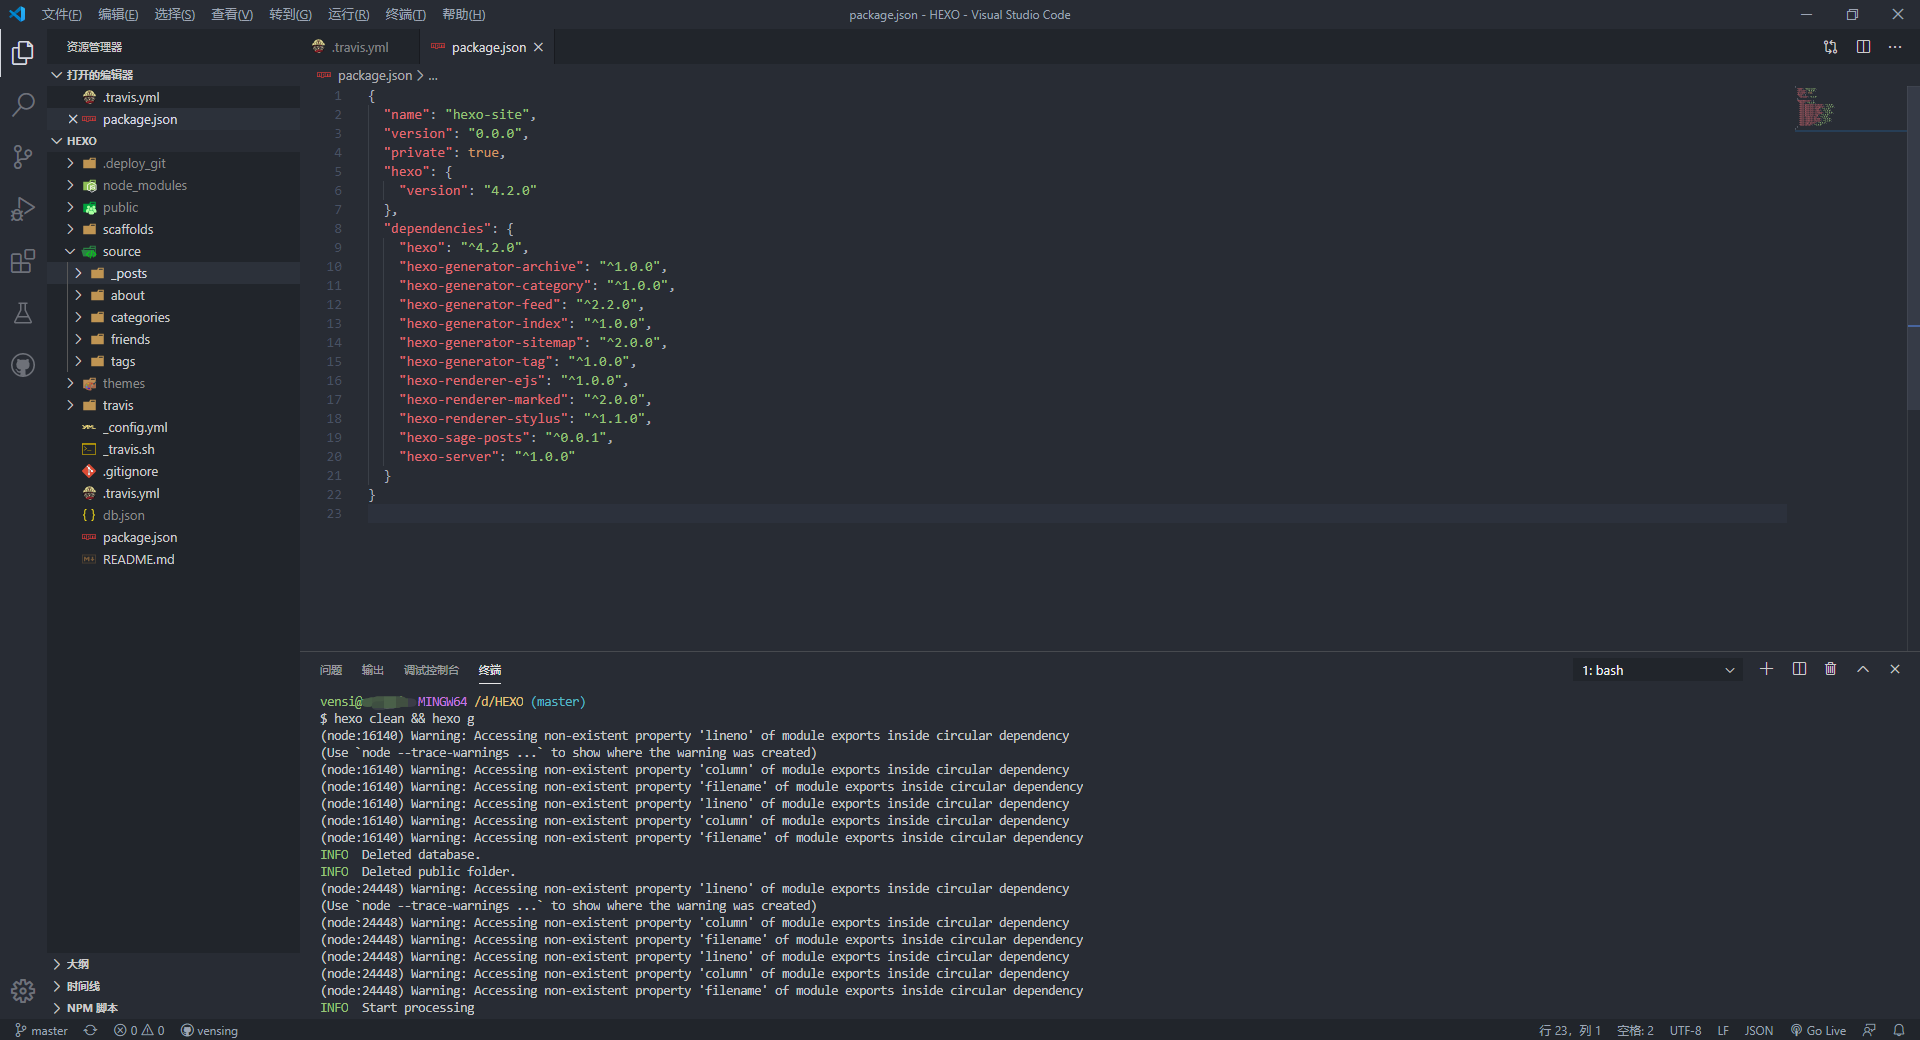 文件(F) 编辑(E) 选择(S) 查看(V) 转到(G) 运行(R) 终端(T) 帮助(H) package.json - HEXO - Visual Studio Code
资源管理器
.travis.yml package.json
打开的编辑器
.travis.yml
package.json
HEXO
.deploy_git
node_modules
public
scaffolds
source
_posts
about
categories
friends
tags
themes
travis
_config.yml
_travis.sh
.gitignore
.travis.yml
db.json
package.json
README.md
大纲
时间线
NPM 脚本
package.json > ...
1 {
2 "name": "hexo-site",
3 "version": "0.0.0",
4 "private": true,
5 "hexo": {
6 "version": "4.2.0"
7 },
8 "dependencies": {
9 "hexo": "^4.2.0",
10 "hexo-generator-archive": "^1.0.0",
11 "hexo-generator-category": "^1.0.0",
12 "hexo-generator-feed": "^2.2.0",
13 "hexo-generator-index": "^1.0.0",
14 "hexo-generator-sitemap": "^2.0.0",
15 "hexo-generator-tag": "^1.0.0",
16 "hexo-renderer-ejs": "^1.0.0",
17 "hexo-renderer-marked": "^2.0.0",
18 "hexo-renderer-stylus": "^1.1.0",
19 "hexo-sage-posts": "^0.0.1",
20 "hexo-server": "^1.0.0"
21 }
22 }
23
问题 输出 调试控制台 终端 1: bash
vensi@ MINGW64 /d/HEXO (master)
$ hexo clean && hexo g
(node:16140) Warning: Accessing non-existent property 'lineno' of module exports inside circular dependency
(Use `node --trace-warnings ...` to show where the warning was created)
(node:16140) Warning: Accessing non-existent property 'column' of module exports inside circular dependency
(node:16140) Warning: Accessing non-existent property 'filename' of module exports inside circular dependency
(node:16140) Warning: Accessing non-existent property 'lineno' of module exports inside circular dependency
(node:16140) Warning: Accessing non-existent property 'column' of module exports inside circular dependency
(node:16140) Warning: Accessing non-existent property 'filename' of module exports inside circular dependency
INFO Deleted database.
INFO Deleted public folder.
(node:24448) Warning: Accessing non-existent property 'lineno' of module exports inside circular dependency
(Use `node --trace-warnings ...` to show where the warning was created)
(node:24448) Warning: Accessing non-existent property 'column' of module exports inside circular dependency
(node:24448) Warning: Accessing non-existent property 'filename' of module exports inside circular dependency
(node:24448) Warning: Accessing non-existent property 'lineno' of module exports inside circular dependency
(node:24448) Warning: Accessing non-existent property 'column' of module exports inside circular dependency
(node:24448) Warning: Accessing non-existent property 'filename' of module exports inside circular dependency
INFO Start processing
master 0 0 vensing 行 23，列 1 空格: 2 UTF-8 LF JSON Go Live